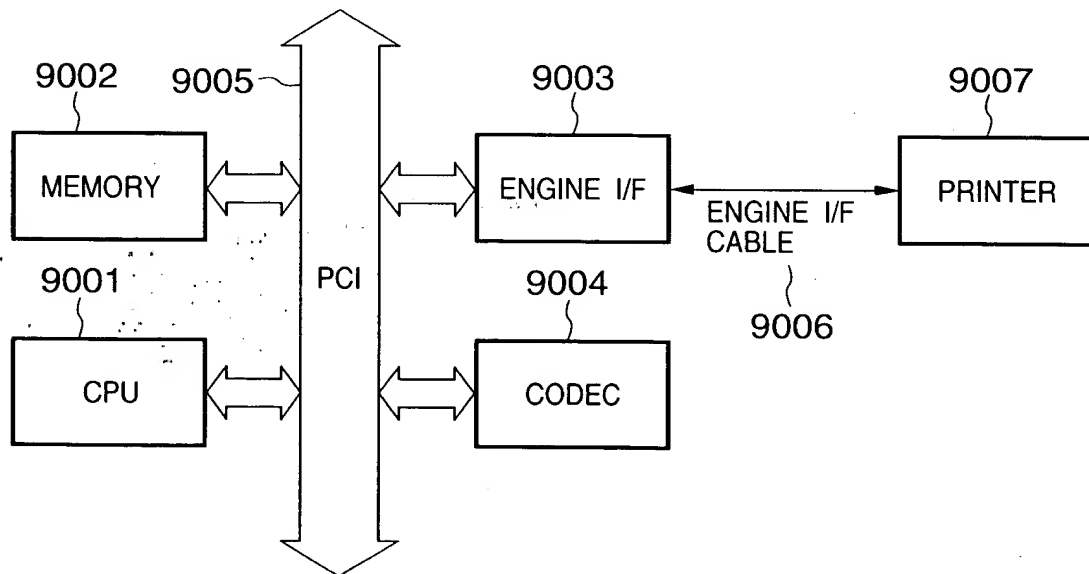 9002
9005
9003
9007
MEMORY
ENGINE I/F
PRINTER
ENGINE I/F
CABLE
9006
9001
PCI
9004
CPU
CODEC